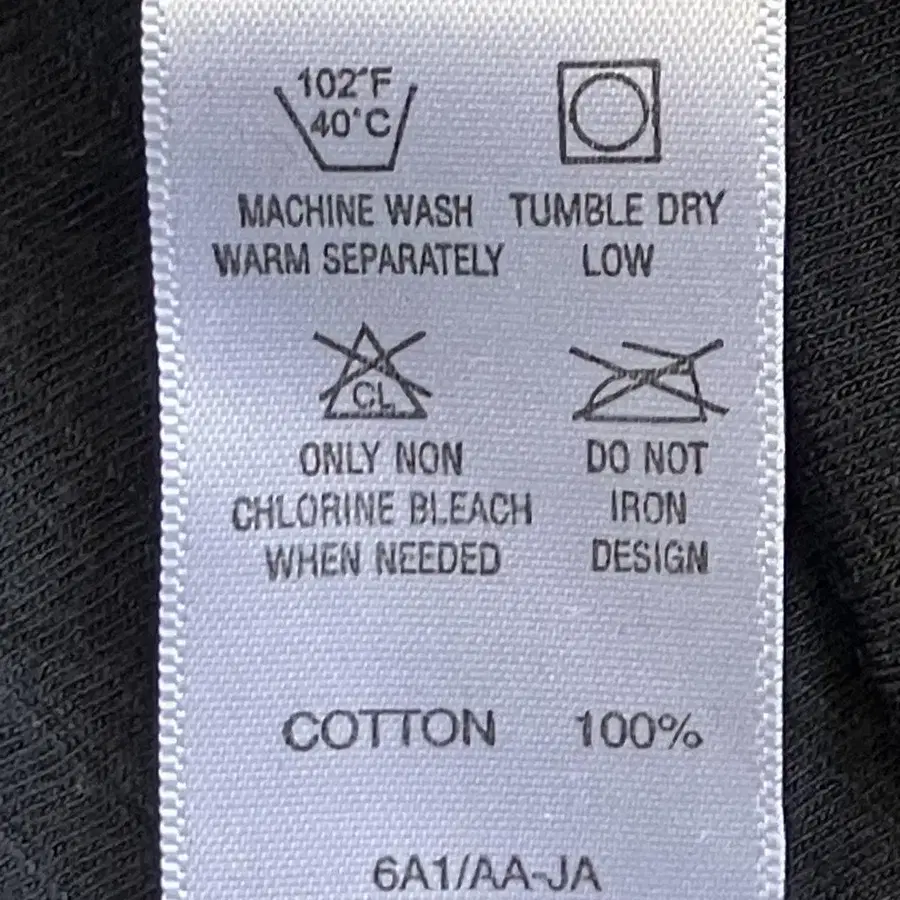 102°F
40°C
MACHINE WASH
WARM SEPARATELY
TUMBLE DRY
LOW
CL
ONLY NON
CHLORINE BLEACH
WHEN NEEDED
DO NOT
IRON
DESIGN
COTTON 100%
6A1/AA-JA